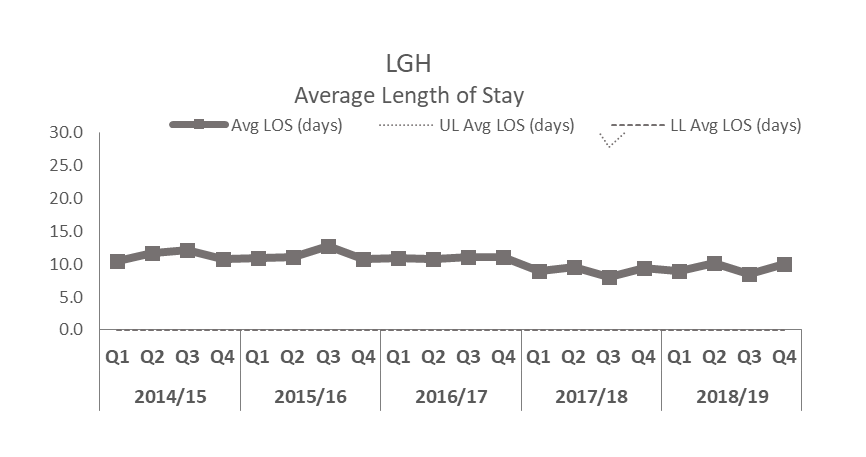 LGH
Average Length of Stay
Avg LOS (days) UL Avg LOS (days) LL Avg LOS (days)
30.0
25.0
20.0
15.0
10.0
5.0
0.0
Q1 Q2 Q3 Q4 Q1 Q2 Q3 Q4 Q1 Q2 Q3 Q4 Q1 Q2 Q3 Q4 Q1 Q2 Q3 Q4
2014/15 2015/16 2016/17 2017/18 2018/19